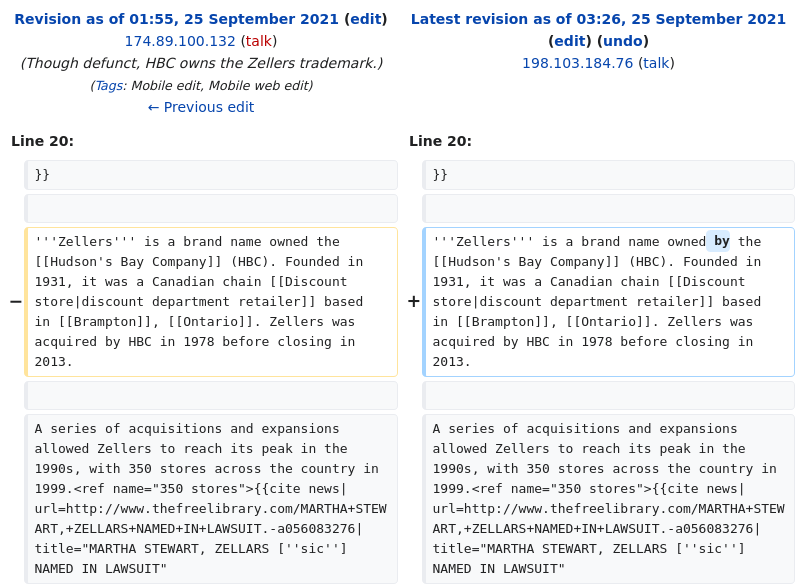 Revision as of 01:55, 25 September 2021 (edit)
174.89.100.132 (talk)
(Though defunct, HBC owns the Zellers trademark.)
(Tags: Mobile edit, Mobile web edit)
← Previous edit
Latest revision as of 03:26, 25 September 2021
(edit) (undo)
198.103.184.76 (talk)
Line 20:
Line 20:
}}
}}
−
'''Zellers''' is a brand name owned the
[[Hudson's Bay Company]] (HBC). Founded in
1931, it was a Canadian chain [[Discount
store|discount department retailer]] based
in [[Brampton]], [[Ontario]]. Zellers was
acquired by HBC in 1978 before closing in
2013.
+
'''Zellers''' is a brand name owned by the
[[Hudson's Bay Company]] (HBC). Founded in
1931, it was a Canadian chain [[Discount
store|discount department retailer]] based
in [[Brampton]], [[Ontario]]. Zellers was
acquired by HBC in 1978 before closing in
2013.
A series of acquisitions and expansions
allowed Zellers to reach its peak in the
1990s, with 350 stores across the country in
1999.<ref name="350 stores">{{cite news|
url=http://www.thefreelibrary.com/MARTHA+STEW
ART,+ZELLARS+NAMED+IN+LAWSUIT.-a056083276|
title="MARTHA STEWART, ZELLARS [''sic'']
NAMED IN LAWSUIT"
A series of acquisitions and expansions
allowed Zellers to reach its peak in the
1990s, with 350 stores across the country in
1999.<ref name="350 stores">{{cite news|
url=http://www.thefreelibrary.com/MARTHA+STEW
ART,+ZELLARS+NAMED+IN+LAWSUIT.-a056083276|
title="MARTHA STEWART, ZELLARS [''sic'']
NAMED IN LAWSUIT"